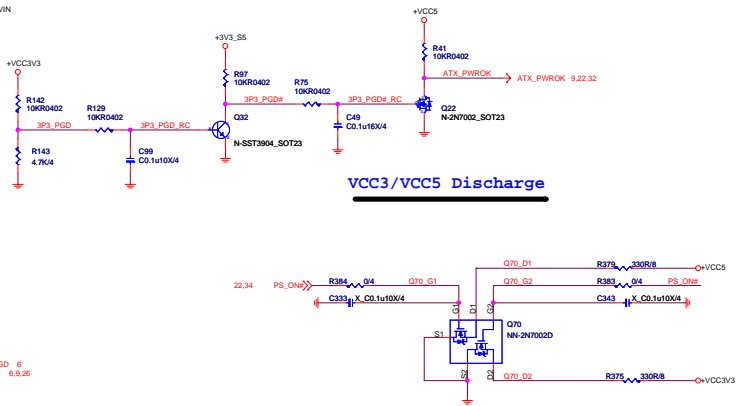 VIN
+VCC5
+3V3_S5
+VCC3V3
R41
10KR0402
R97
10KR0402
R75
10KR0402
ATX_PWROK
ATX_PWROK 9,22,32
R142
10KR0402
R129
10KR0402
3P3_PGD#
3P3_PGD#_RC
Q22
N-2N7002_SOT23
3P3_PGD
3P3_PGD_RC
Q32
N-SST3904_SOT23
C49
C0.1u16X/4
R143
4.7K/4
C99
C0.1u10X/4
VCC3/VCC5 Discharge
Q70_D1
R379
330R/8
+VCC5
22,34
PS_ON#
R384
0/4
Q70_G1
Q70_G2
R383
0/4
PS_ON#
C333
X_C0.1u10X/4
C343
X_C0.1u10X/4
G1
D1
G2
Q70
NN-2N7002D
S1
S2
D2
Q70_D2
R375
330R/8
+VCC3V3
GD 6
6,9,26